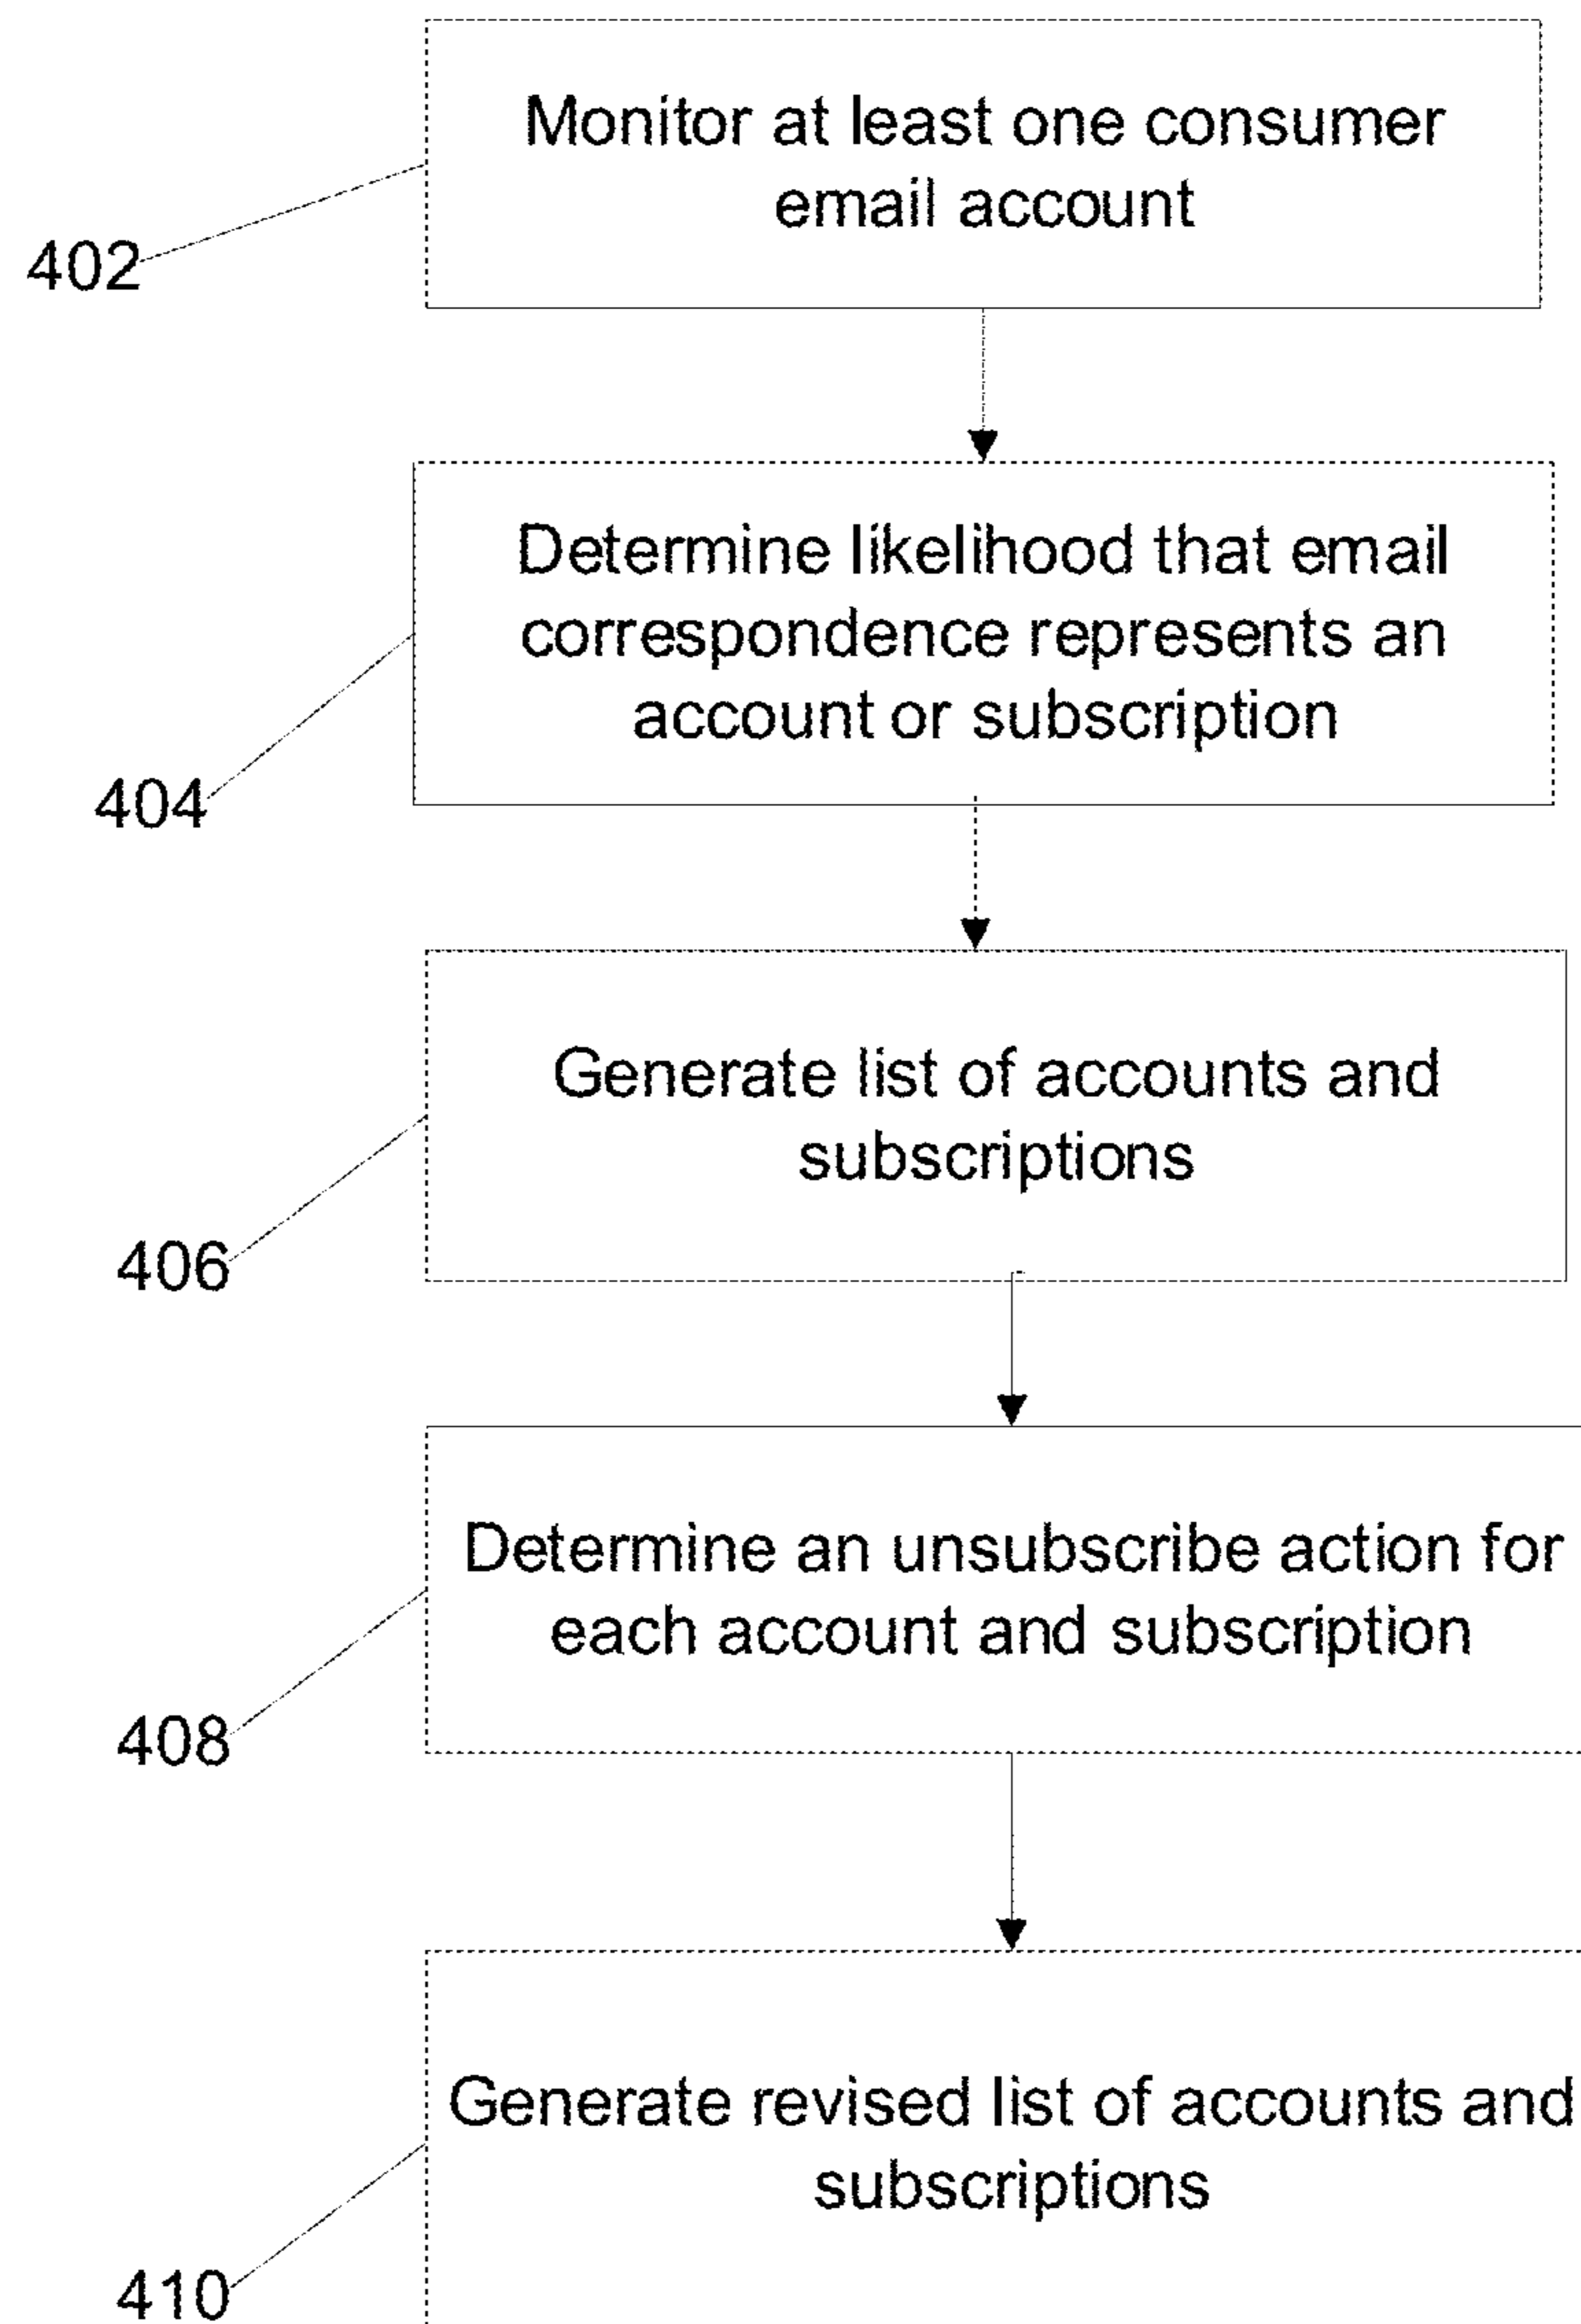 Monitor at least one consumer
email account
402
Determine likelihood that email
correspondence represents an
account or subscription
404
Generate list of accounts and
subscriptions
406
Determine an unsubscribe action for
each account and subscription
408
Generate revised list of accounts and
subscriptions
410